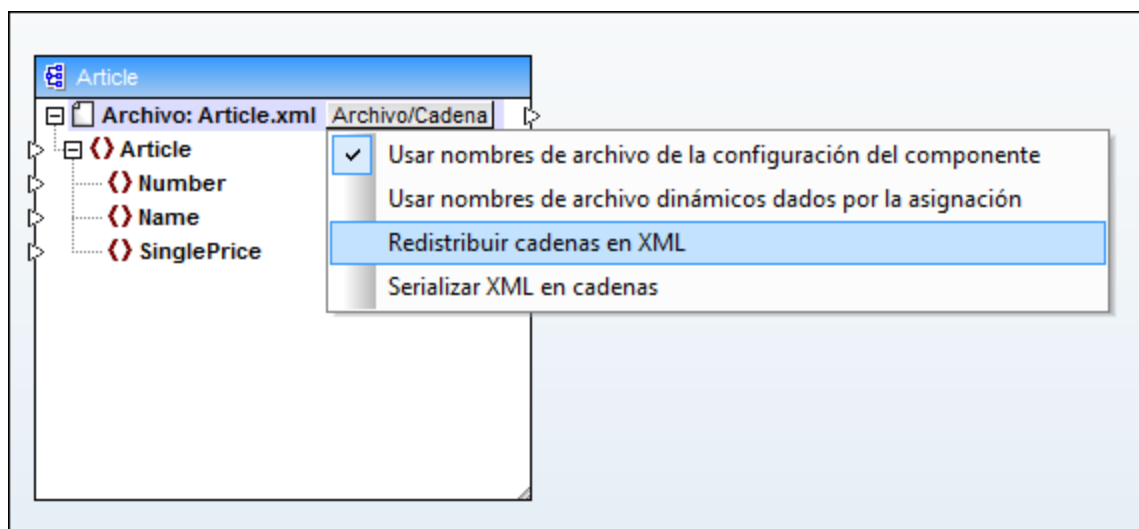 Article
Archivo: Article.xml Archivo/Cadena
Article
Number
Name
SinglePrice
Usar nombres de archivo de la configuración del componente
Usar nombres de archivo dinámicos dados por la asignación
Redistribuir cadenas en XML
Serializar XML en cadenas